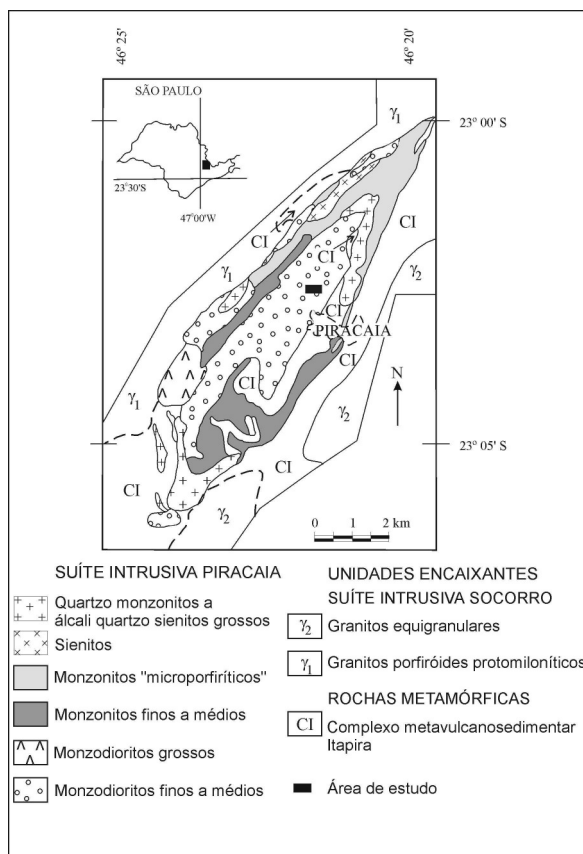 46° 25'
46° 20'
SÃO PAULO
23° 30'S
47° 00'W
γ1
23° 00' S
CI
CI
CI
γ1
γ2
CI
PIRACAIA
CI
N
γ1
CI
γ2
23° 05' S
CI
CI
γ2
0 1 2 km
SUÍTE INTRUSIVA PIRACAIA
Quartzo monzonitos a
álcali quartzo sienitos grossos
Sienitos
Monzonitos "microporfiríticos"
Monzonitos finos a médios
Monzodioritos grossos
Monzodioritos finos a médios
UNIDADES ENCAIXANTES
SUÍTE INTRUSIVA SOCORRO
γ2 Granitos equigranulares
γ1 Granitos porfiróides protomiloníticos
ROCHAS METAMÓRFICAS
CI Complexo metavulcanosedimentar
Itapira
Área de estudo